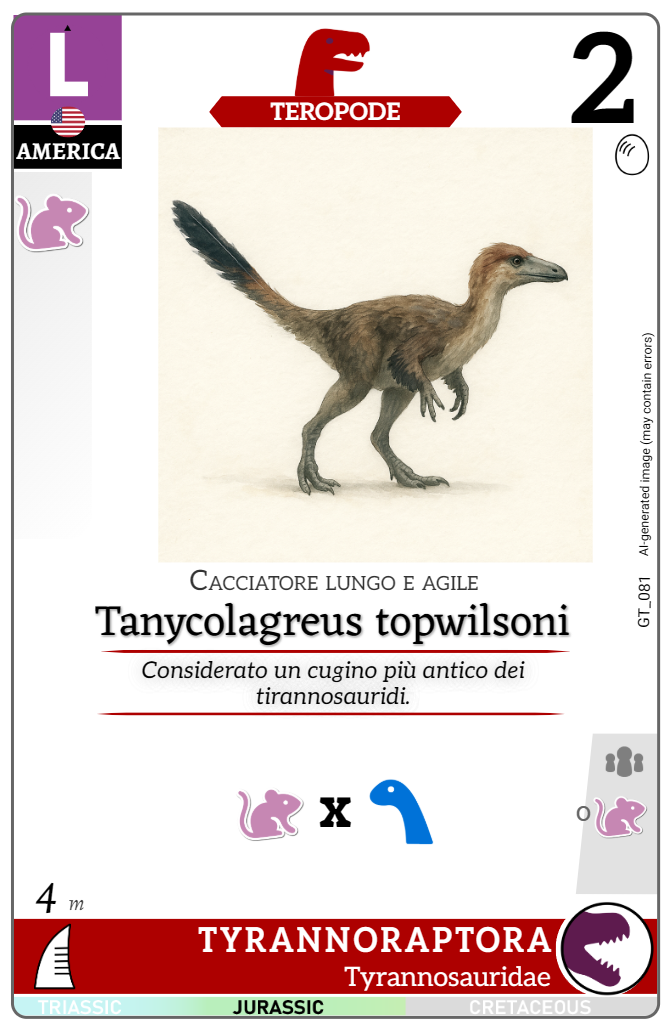 L
TEROPODE
2
AMERICA
AI-generated image (may contain errors)
GT_081
Cacciatore lungo e agile
Tanycolagreus topwilsoni
Considerato un cugino più antico dei
tirannosauridi.
x
o
4 m
TYRANNORAPTORA
Tyrannosauridae
TRIASSIC JURASSIC CRETACEOUS